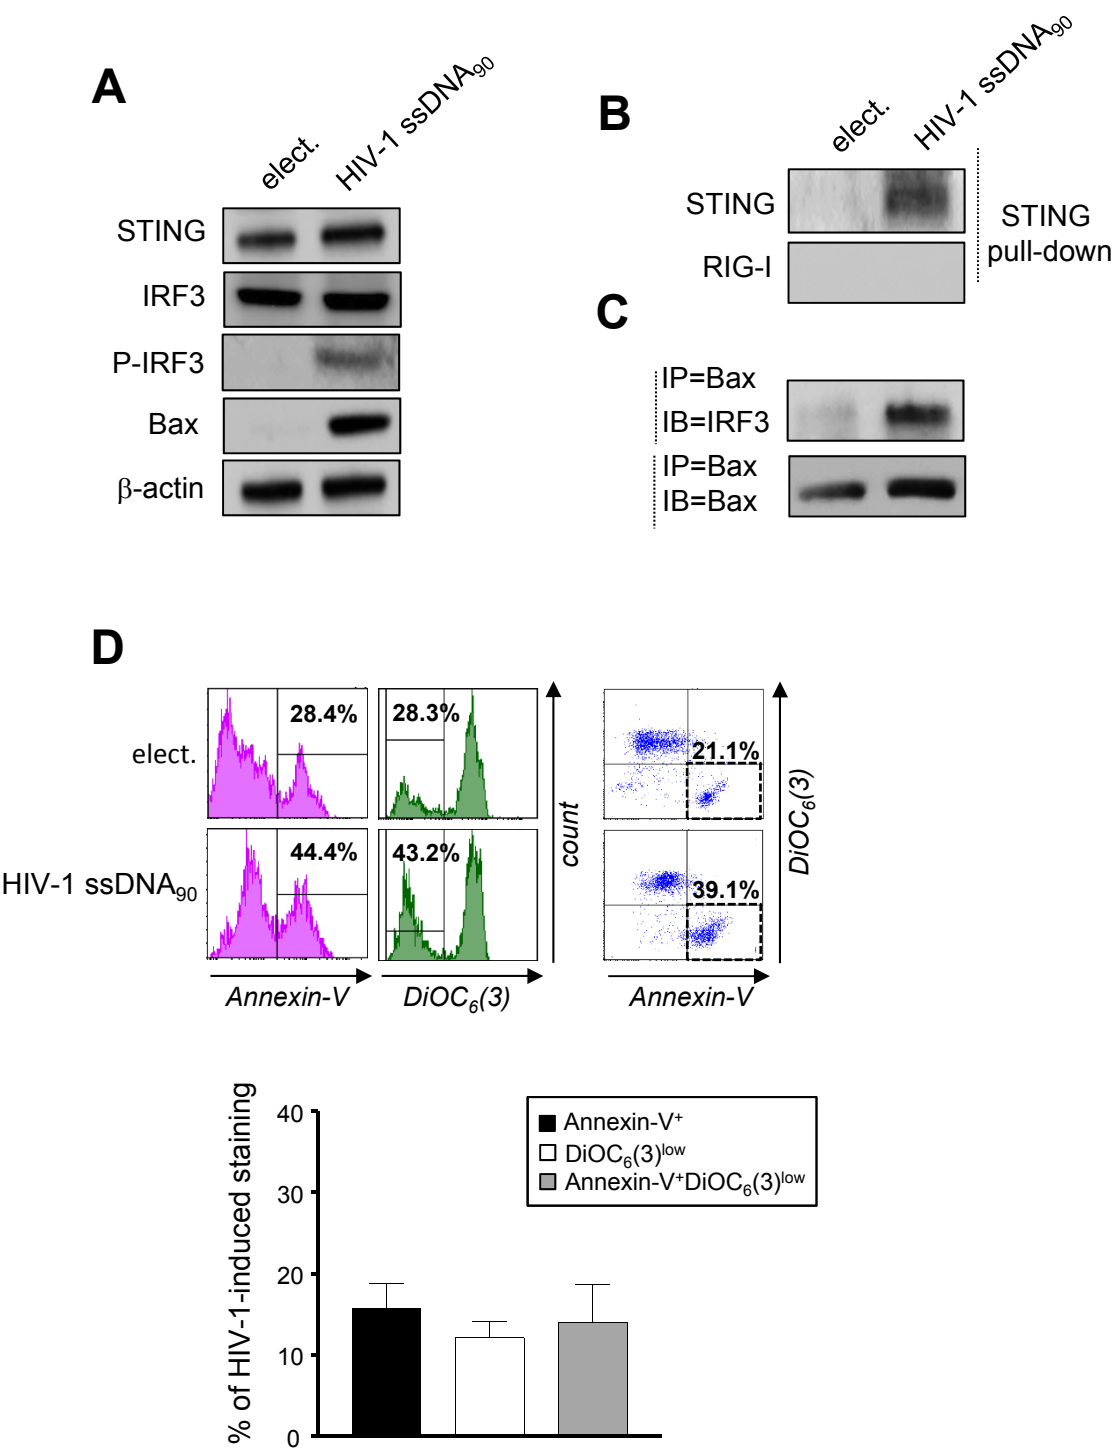 A
elect.
HIV-1 ssDNA90
STING
IRF3
P-IRF3
Bax
β-actin
B
elect.
HIV-1 ssDNA90
STING
RIG-I
STING
pull-down
C
IP=Bax
IB=IRF3
IP=Bax
IB=Bax
D
elect.
28.4%
28.3%
21.1%
HIV-1 ssDNA90
44.4%
43.2%
39.1%
count
DiOC6(3)
Annexin-V
DiOC6(3)
Annexin-V
% of HIV-1-induced staining
40
30
20
10
0
Annexin-V+
DiOC6(3)low
Annexin-V+DiOC6(3)low